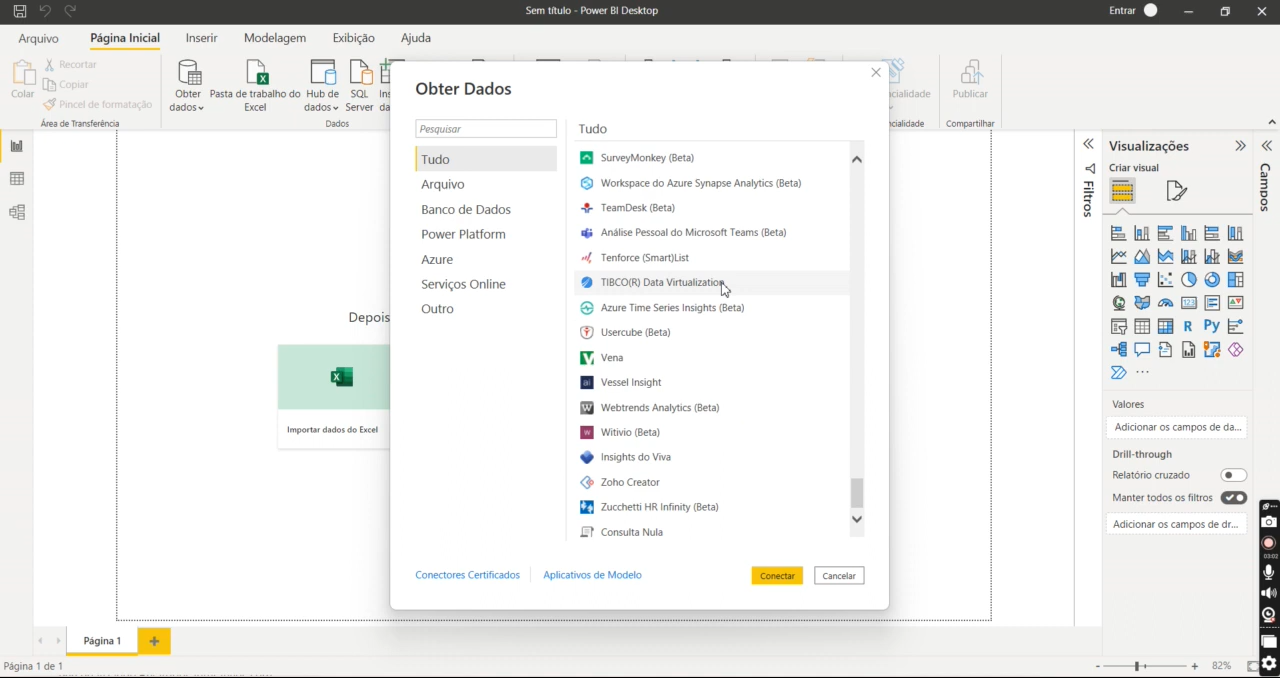 Sem título - Power BI Desktop
Entrar
Arquivo
Página Inicial
Inserir
Modelagem
Exibição
Ajuda
Colar
Recortar
Copiar
Pincel de formatação
Área de Transferência
Obter dados
Pasta de trabalho do Excel
Hub de dados
SQL Server
Dados
Publicar
Compartilhar
Obter Dados
Pesquisar
Tudo
Arquivo
Banco de Dados
Power Platform
Azure
Serviços Online
Outro
Tudo
SurveyMonkey (Beta)
Workspace do Azure Synapse Analytics (Beta)
TeamDesk (Beta)
Análise Pessoal do Microsoft Teams (Beta)
Tenforce (Smart)List
TIBCO(R) Data Virtualization
Azure Time Series Insights (Beta)
Usercube (Beta)
Vena
Vessel Insight
Webtrends Analytics (Beta)
Witivio (Beta)
Insights do Viva
Zoho Creator
Zucchetti HR Infinity (Beta)
Consulta Nula
Conectores Certificados
Aplicativos de Modelo
Conectar
Cancelar
Depois
Importar dados do Excel
Filtros
Visualizações
Criar visual
R
Py
123
Valores
Adicionar os campos de da...
Drill-through
Relatório cruzado
Manter todos os filtros
Adicionar os campos de dr...
Campos
03:02
Página 1
Página 1 de 1
82%